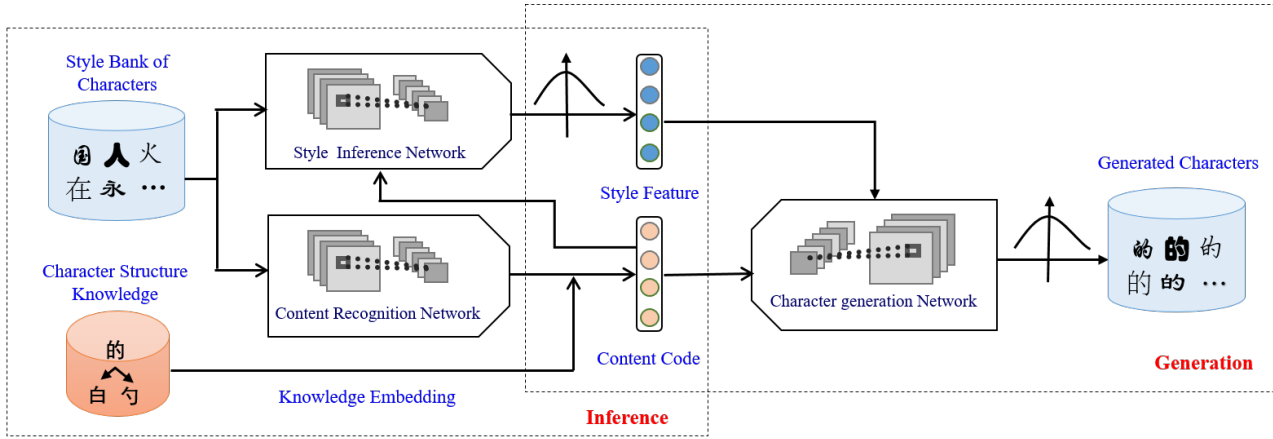 Style Bank of
Characters
国 人 火
在 永 ···
Style Inference Network
Style Feature
Generated Characters
的 的 的
的 的 ···
Character Structure
Knowledge
的
白 勺
Content Recognition Network
Content Code
Character generation Network
Knowledge Embedding
Inference
Generation